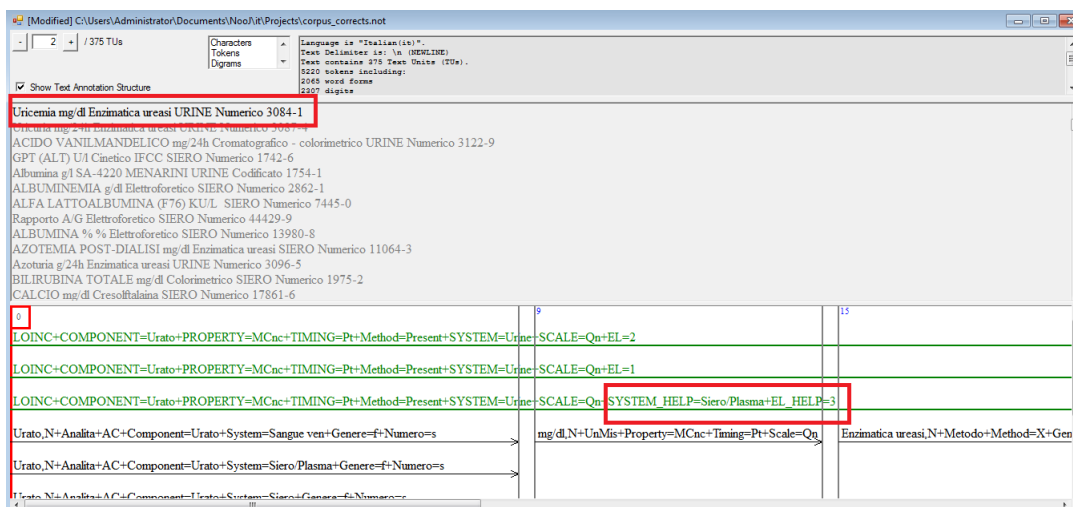 [Modified] C:\Users\Administrator\Documents\NooJ\it\Projects\corpus_corrects.not
- 2 + / 375 TUs
Characters
Tokens
Digrams
Language is "Italian(it)".
Text Delimiter is: \n (NEWLINE)
Text contains 375 Text Units (TUs).
5220 tokens including:
2065 word forms
2307 digits
Show Text Annotation Structure
Uricemia mg/dl Enzimatica ureasi URINE Numerico 3084-1
Uricuria mg/24h Enzimatica ureasi URINE Numerico 3087-4
ACIDO VANILMANDELICO mg/24h Cromatografico - colorimetrico URINE Numerico 3122-9
GPT (ALT) U/l Cinetico IFCC SIERO Numerico 1742-6
Albumina g/l SA-4220 MENARINI URINE Codificato 1754-1
ALBUMINEMIA g/dl Elettroforetico SIERO Numerico 2862-1
ALFA LATTOALBUMINA (F76) KU/L SIERO Numerico 7445-0
Rapporto A/G Elettroforetico SIERO Numerico 44429-9
ALBUMINA % % Elettroforetico SIERO Numerico 13980-8
AZOTEMIA POST-DIALISI mg/dl Enzimatica ureasi SIERO Numerico 11064-3
Azoturia g/24h Enzimatica ureasi URINE Numerico 3096-5
BILIRUBINA TOTALE mg/dl Colorimetrico SIERO Numerico 1975-2
CALCIO mg/dl Cresolftalaina SIERO Numerico 17861-6
0 9 15
LOINC+COMPONENT=Urato+PROPERTY=MCnc+TIMING=Pt+Method=Present+SYSTEM=Urine+SCALE=Qn+EL=2
LOINC+COMPONENT=Urato+PROPERTY=MCnc+TIMING=Pt+Method=Present+SYSTEM=Urine+SCALE=Qn+EL=1
LOINC+COMPONENT=Urato+PROPERTY=MCnc+TIMING=Pt+Method=Present+SYSTEM=Urine+SCALE=Qn+SYSTEM_HELP=Siero/Plasma+EL_HELP=3
Urato,N+Analita+AC+Component=Urato+System=Sangue ven+Genere=f+Numero=s mg/dl,N+UnMis+Property=MCnc+Timing=Pt+Scale=Qn Enzimatica ureasi,N+Metodo+Method=X+Gen
Urato,N+Analita+AC+Component=Urato+System=Siero/Plasma+Genere=f+Numero=s
Urato,N+Analita+AC+Component=Urato+System=Siero+Genere=f+Numero=s